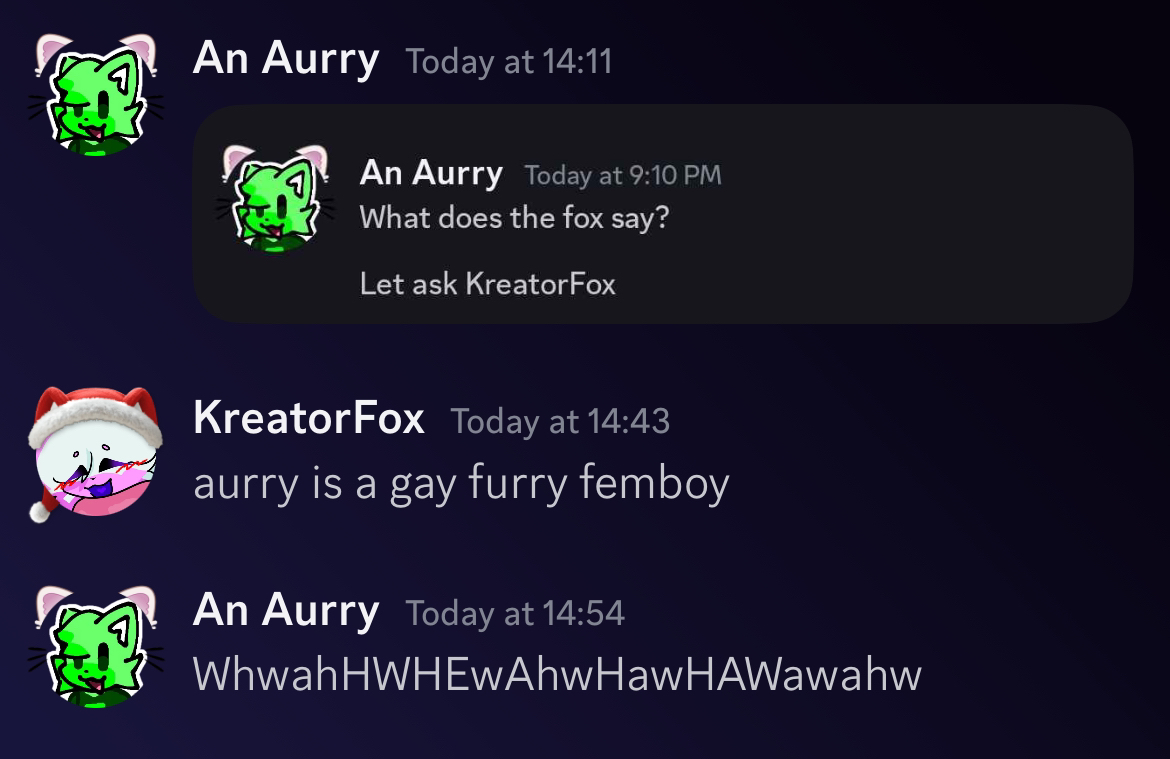 An Aurry Today at 14:11
An Aurry Today at 9:10 PM
What does the fox say?
Let ask KreatorFox
KreatorFox Today at 14:43
aurry is a gay furry femboy
An Aurry Today at 14:54
WhwahHWHEwAhwHawHAWawahw